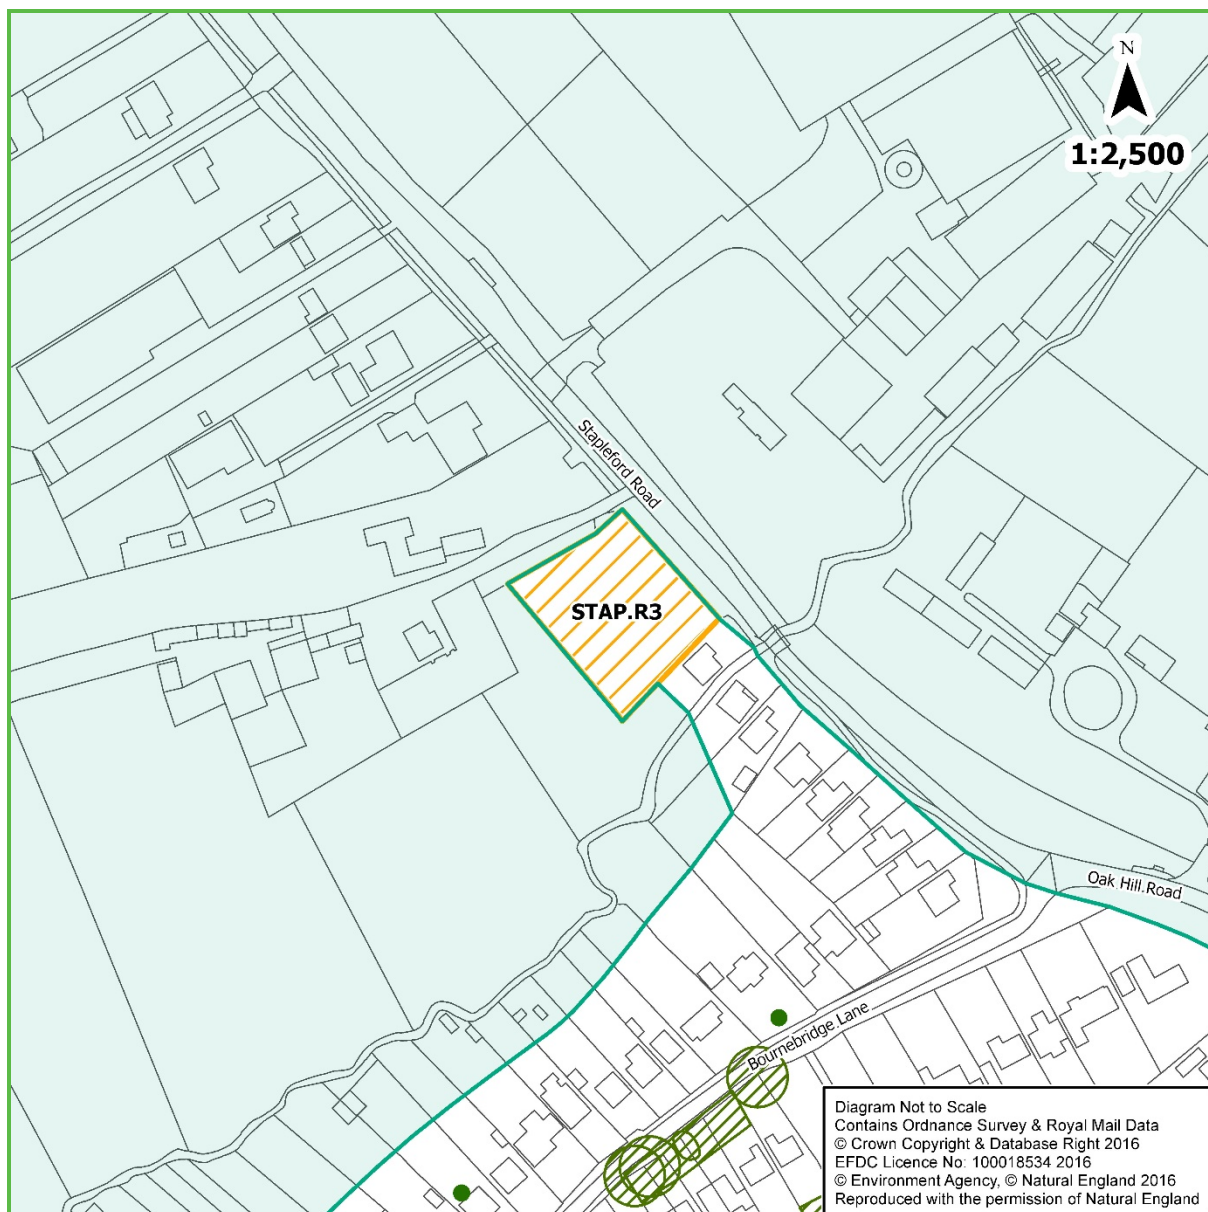 N
1:2,500
Stapleford Road
STAP.R3
Oak Hill Road
Bournebridge Lane
Diagram Not to Scale
Contains Ordnance Survey & Royal Mail Data
© Crown Copyright & Database Right 2016
EFDC Licence No: 100018534 2016
© Environment Agency, © Natural England 2016
Reproduced with the permission of Natural England